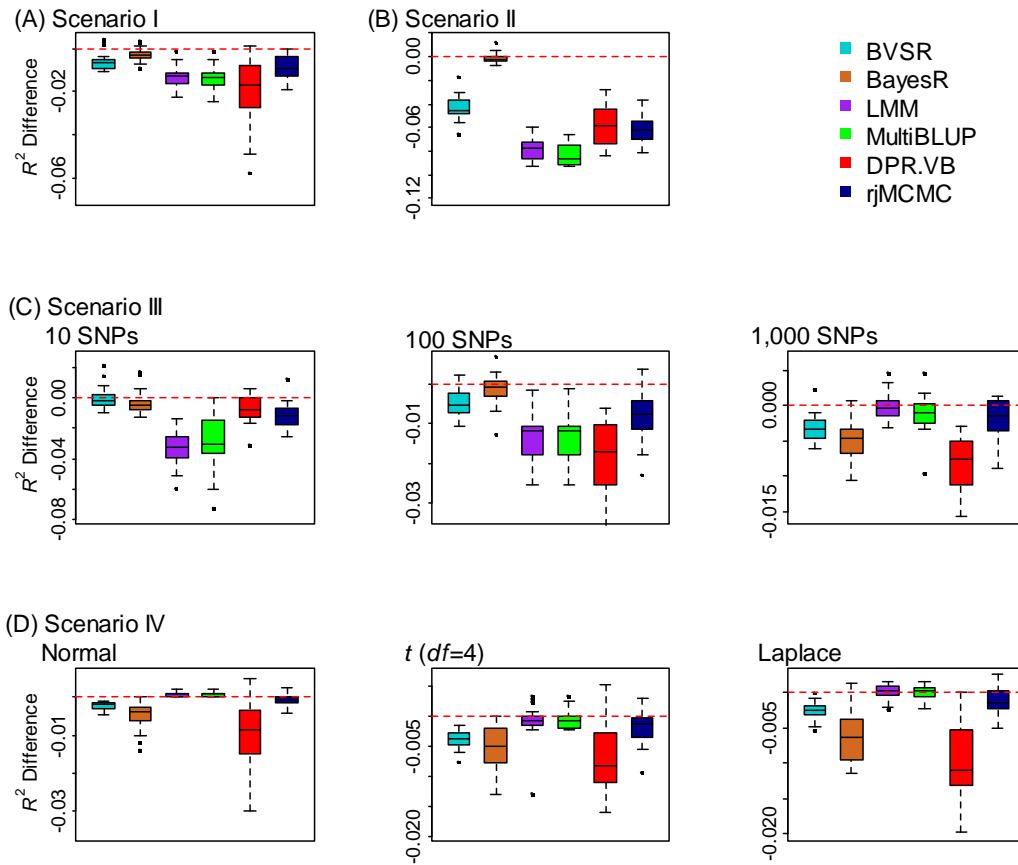 (A) Scenario I
(B) Scenario II
R² Difference
-0.02
-0.06
0.00
-0.06
-0.12
BVSR
BayesR
LMM
MultiBLUP
DPR.VB
rjMCMC
(C) Scenario III
10 SNPs
100 SNPs
1,000 SNPs
R² Difference
0.00
-0.04
-0.08
-0.01
-0.03
0.000
-0.015
(D) Scenario IV
Normal
t (df=4)
Laplace
R² Difference
-0.01
-0.03
-0.005
-0.020
-0.005
-0.020